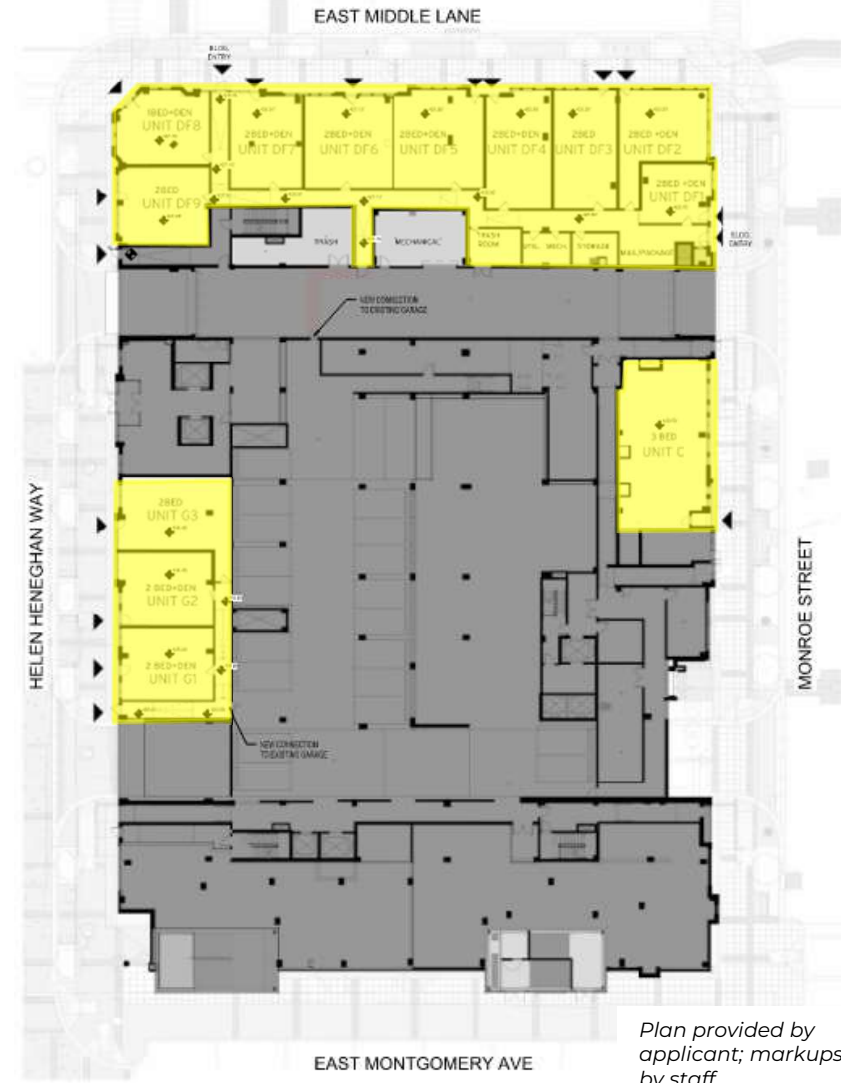 EAST MIDDLE LANE
BLDG.
ENTRY
1BED+DEN
UNIT DF8
2BED+DEN
UNIT DF7
2BED+DEN
UNIT DF6
2BED+DEN
UNIT DF5
2BED+DEN
UNIT DF4
2BED
UNIT DF3
2BED+DEN
UNIT DF2
2BED
UNIT DF9
2BED+DEN
UNIT DF1
TRASH
MECHANICAL
TRASH
ROOM
UTIL.
MECH.
STORAGE
MAIL/PACKAGE
BLDG.
ENTRY
NEW CONNECTION
TO EXISTING GARAGE
3 BED
UNIT C
HELEN HENEGHAN WAY
2BED
UNIT G3
2 BED+DEN
UNIT G2
2 BED+DEN
UNIT G1
MONROE STREET
NEW CONNECTION
TO EXISTING GARAGE
Plan provided by
applicant; markups
by staff
EAST MONTGOMERY AVE